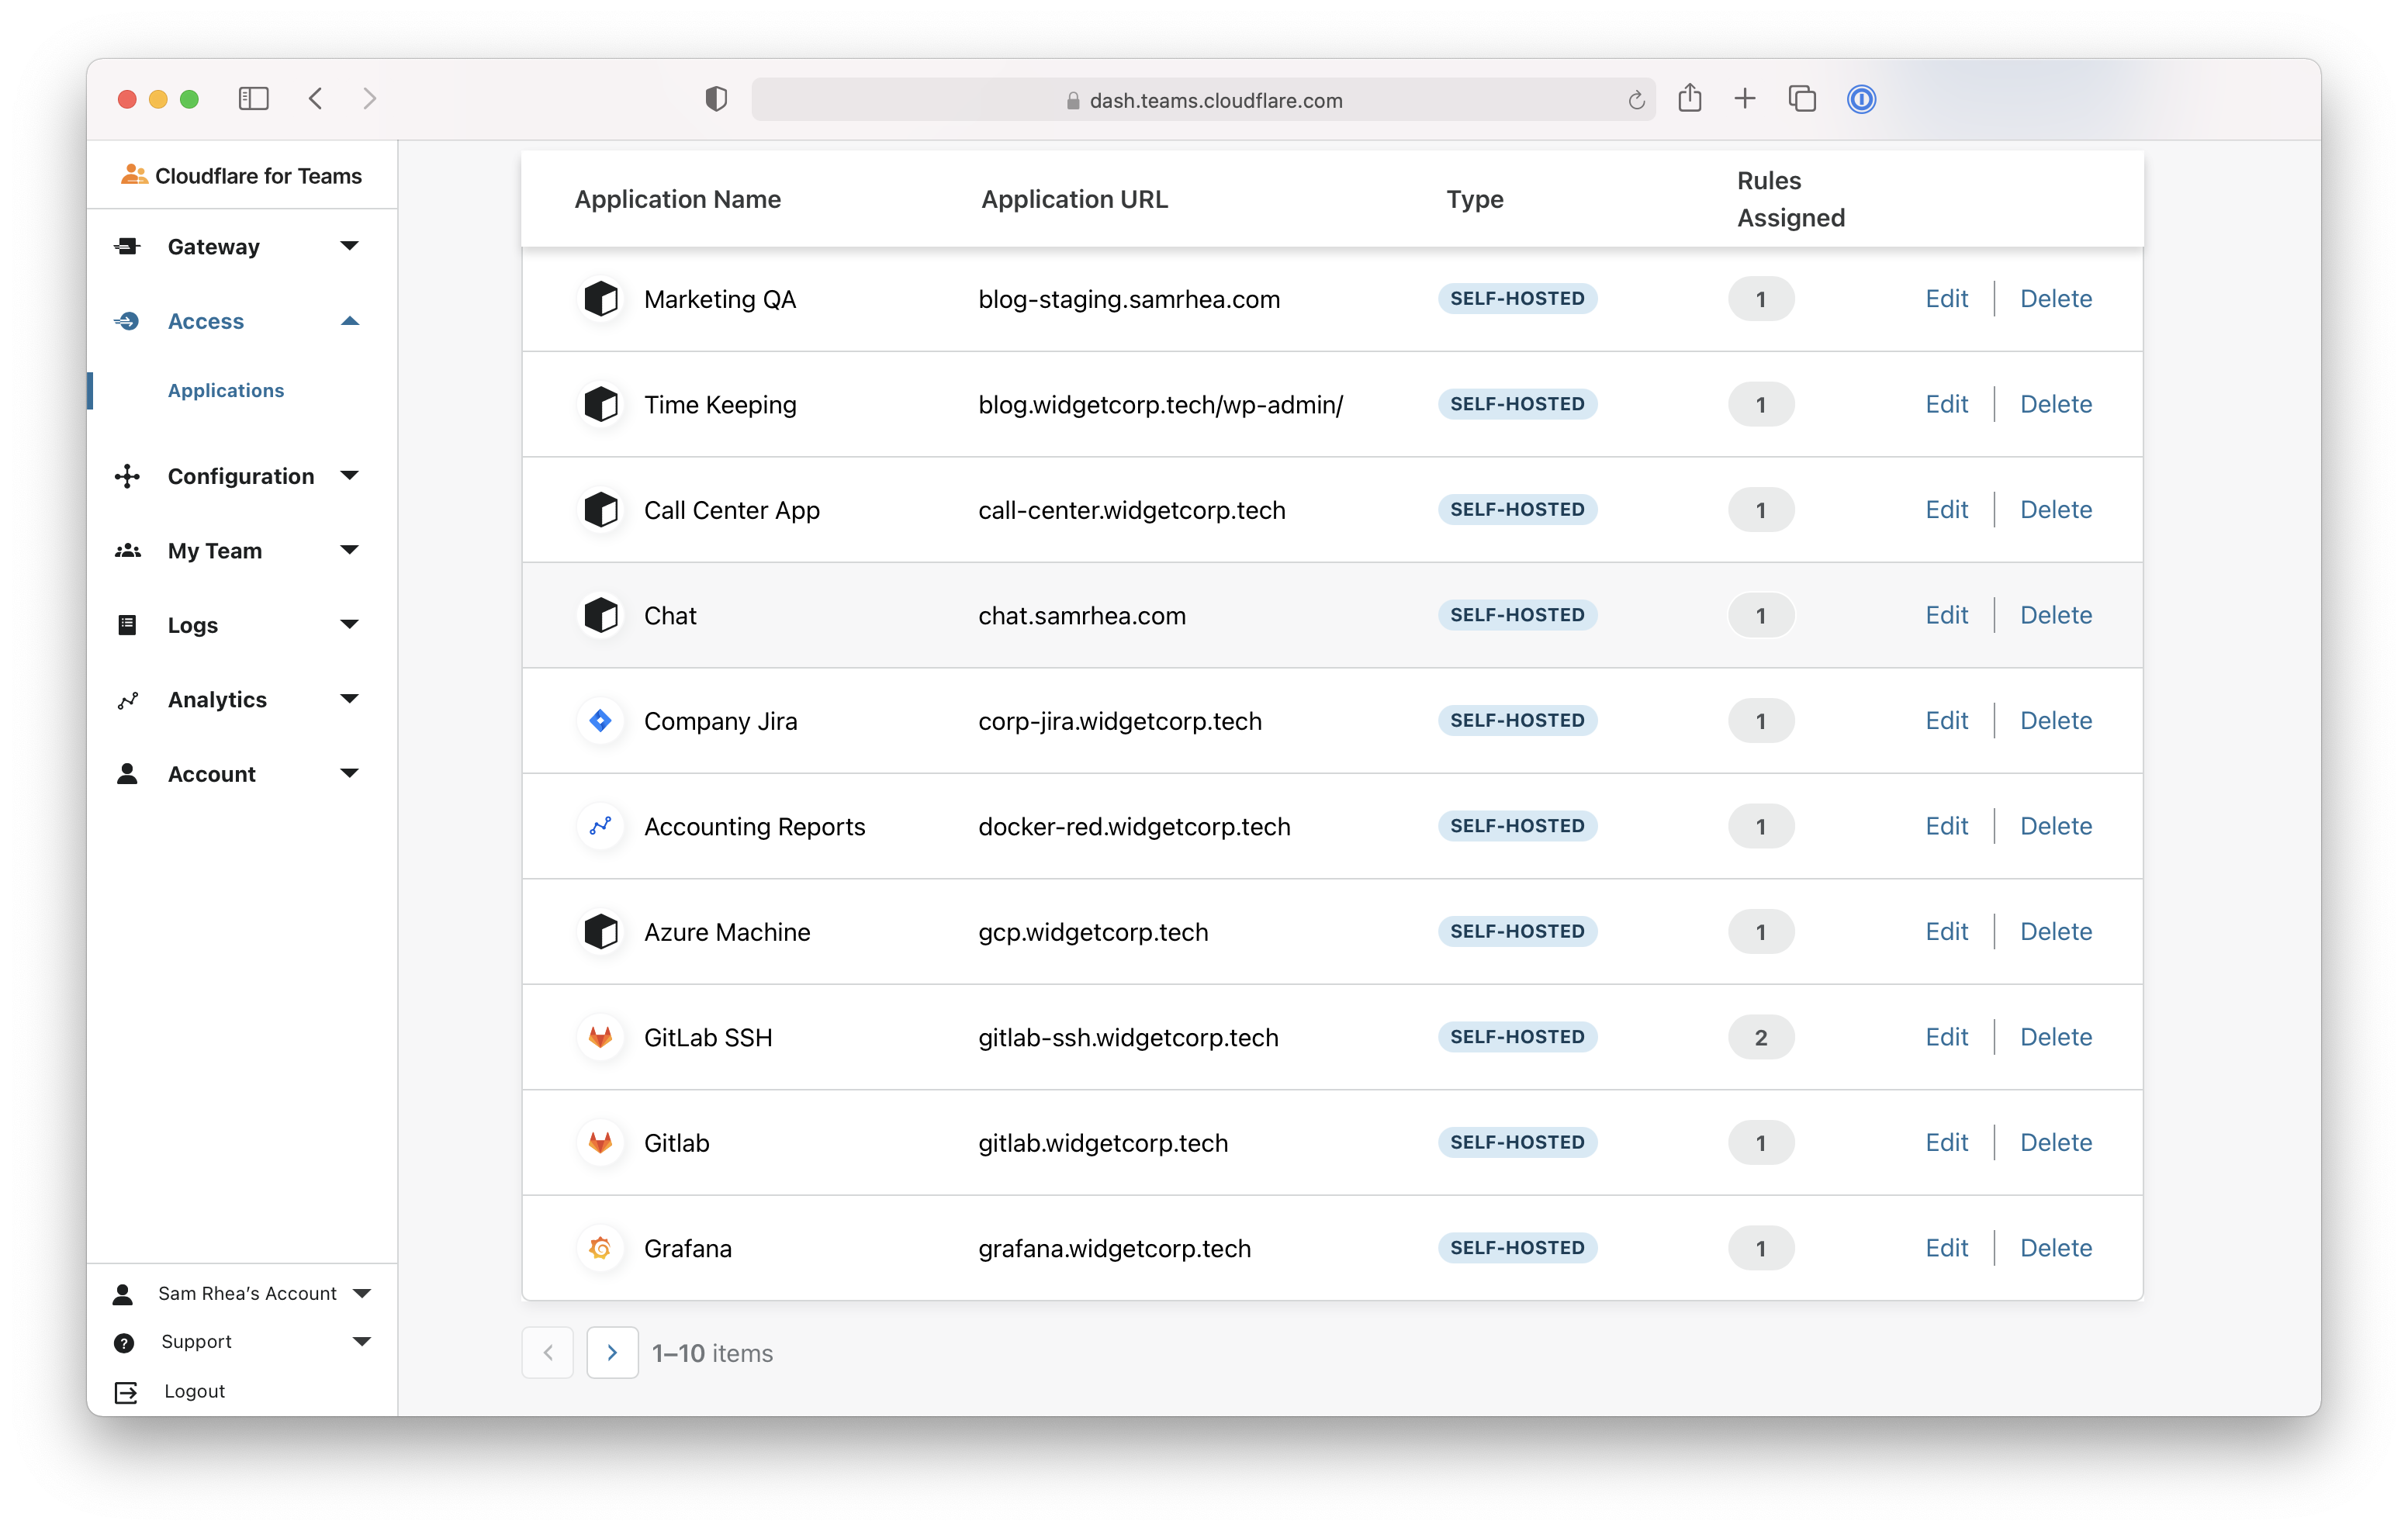 dash.teams.cloudflare.com
Cloudflare for Teams
Gateway
Access
Applications
Configuration
My Team
Logs
Analytics
Account
Sam Rhea's Account
Support
Logout
Application Name Application URL Type Rules Assigned
Marketing QA blog-staging.samrhea.com SELF-HOSTED 1 Edit Delete
Time Keeping blog.widgetcorp.tech/wp-admin/ SELF-HOSTED 1 Edit Delete
Call Center App call-center.widgetcorp.tech SELF-HOSTED 1 Edit Delete
Chat chat.samrhea.com SELF-HOSTED 1 Edit Delete
Company Jira corp-jira.widgetcorp.tech SELF-HOSTED 1 Edit Delete
Accounting Reports docker-red.widgetcorp.tech SELF-HOSTED 1 Edit Delete
Azure Machine gcp.widgetcorp.tech SELF-HOSTED 1 Edit Delete
GitLab SSH gitlab-ssh.widgetcorp.tech SELF-HOSTED 2 Edit Delete
Gitlab gitlab.widgetcorp.tech SELF-HOSTED 1 Edit Delete
Grafana grafana.widgetcorp.tech SELF-HOSTED 1 Edit Delete
1–10 items